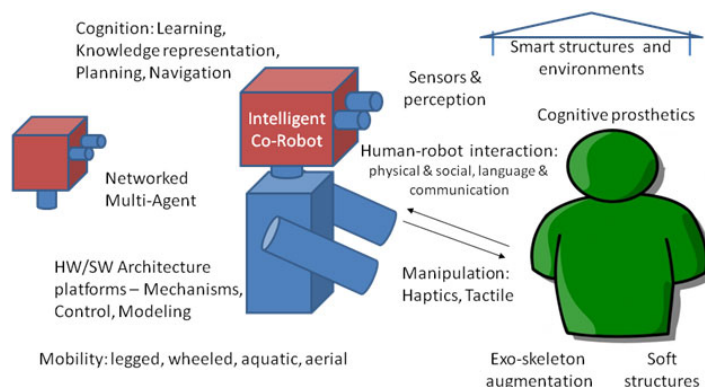 Cognition: Learning,
Knowledge representation,
Planning, Navigation
Smart structures and
environments
Sensors &
perception
Intelligent
Co-Robot
Cognitive prosthetics
Human-robot interaction:
physical & social, language &
communication
Networked
Multi-Agent
HW/SW Architecture
platforms – Mechanisms,
Control, Modeling
Manipulation:
Haptics, Tactile
Mobility: legged, wheeled, aquatic, aerial
Exo-skeleton
augmentation
Soft
structures